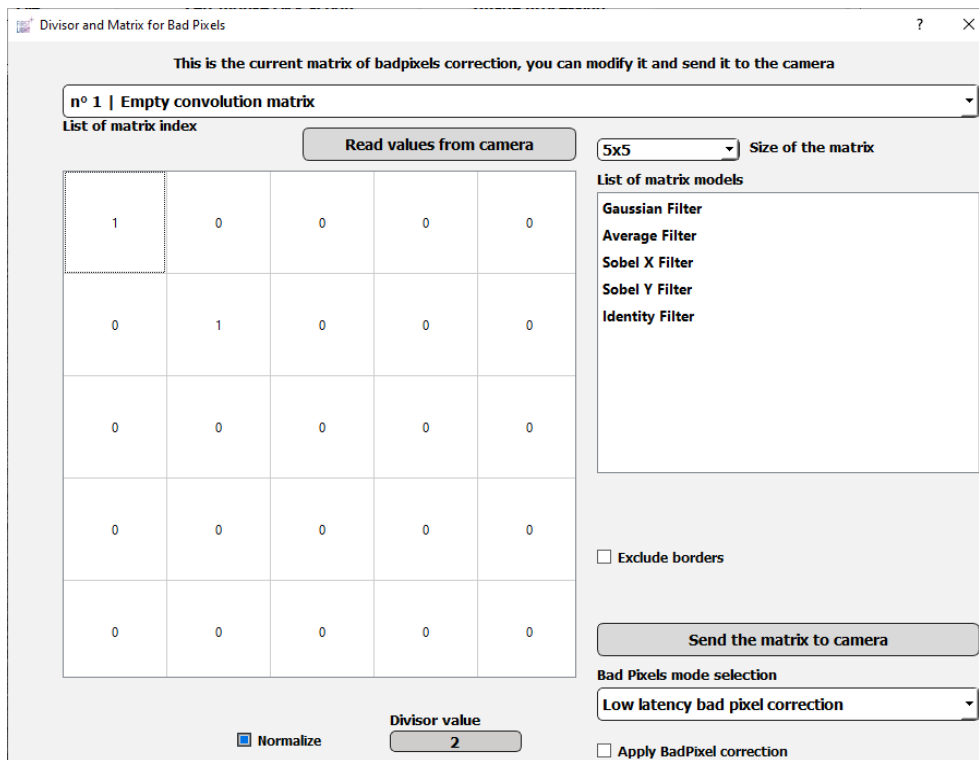 Divisor and Matrix for Bad Pixels
?
This is the current matrix of badpixels correction, you can modify it and send it to the camera
nº 1 | Empty convolution matrix
List of matrix index
Read values from camera
5x5 Size of the matrix
List of matrix models
1 0 0 0 0
0 1 0 0 0
0 0 0 0 0
0 0 0 0 0
0 0 0 0 0
Gaussian Filter
Average Filter
Sobel X Filter
Sobel Y Filter
Identity Filter
Exclude borders
Send the matrix to camera
Bad Pixels mode selection
Low latency bad pixel correction
Divisor value
Normalize
2
Apply BadPixel correction